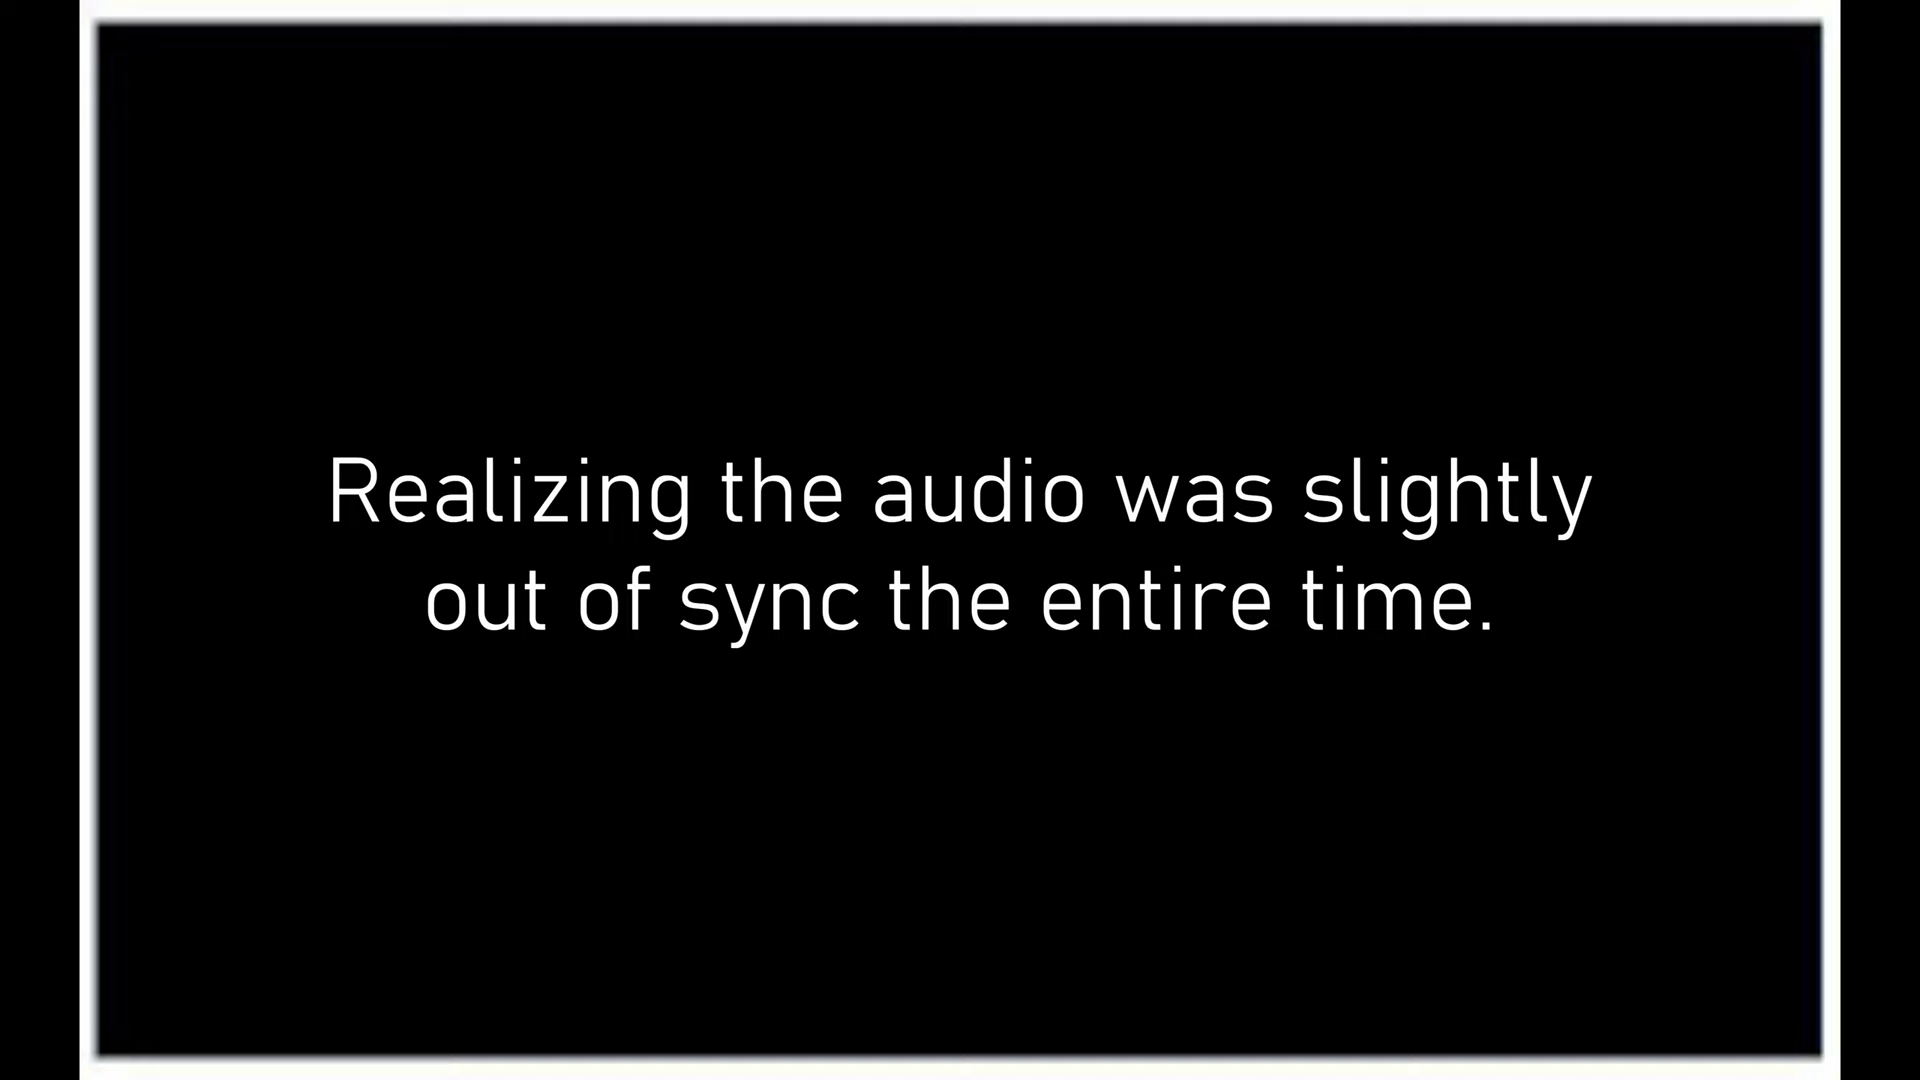 Realizing the audio was slightly
out of sync the entire time.